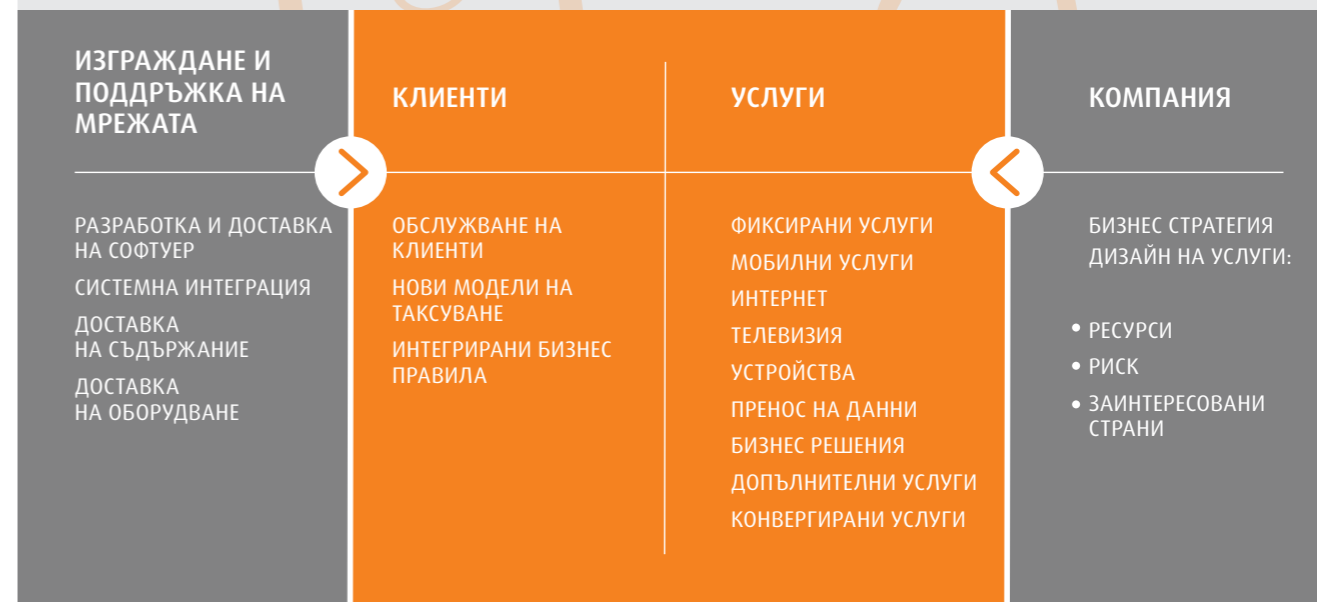 ИЗГРАЖДАНЕ И
ПОДДРЪЖКА НА
МРЕЖАТА
РАЗРАБОТКА И ДОСТАВКА
НА СОФТУЕР
СИСТЕМНА ИНТЕГРАЦИЯ
ДОСТАВКА
НА СЪДЪРЖАНИЕ
ДОСТАВКА
НА ОБОРУДВАНЕ
КЛИЕНТИ
ОБСЛУЖВАНЕ НА
КЛИЕНТИ
НОВИ МОДЕЛИ НА
ТАКСУВАНЕ
ИНТЕГРИРАНИ БИЗНЕС
ПРАВИЛА
УСЛУГИ
ФИКСИРАНИ УСЛУГИ
МОБИЛНИ УСЛУГИ
ИНТЕРНЕТ
ТЕЛЕВИЗИЯ
УСТРОЙСТВА
ПРЕНОС НА ДАННИ
БИЗНЕС РЕШЕНИЯ
ДОПЪЛНИТЕЛНИ УСЛУГИ
КОНВЕРГИРАНИ УСЛУГИ
КОМПАНИЯ
БИЗНЕС СТРАТЕГИЯ
ДИЗАЙН НА УСЛУГИ:
• РЕСУРСИ
• РИСК
• ЗАИНТЕРЕСОВАНИ
СТРАНИ